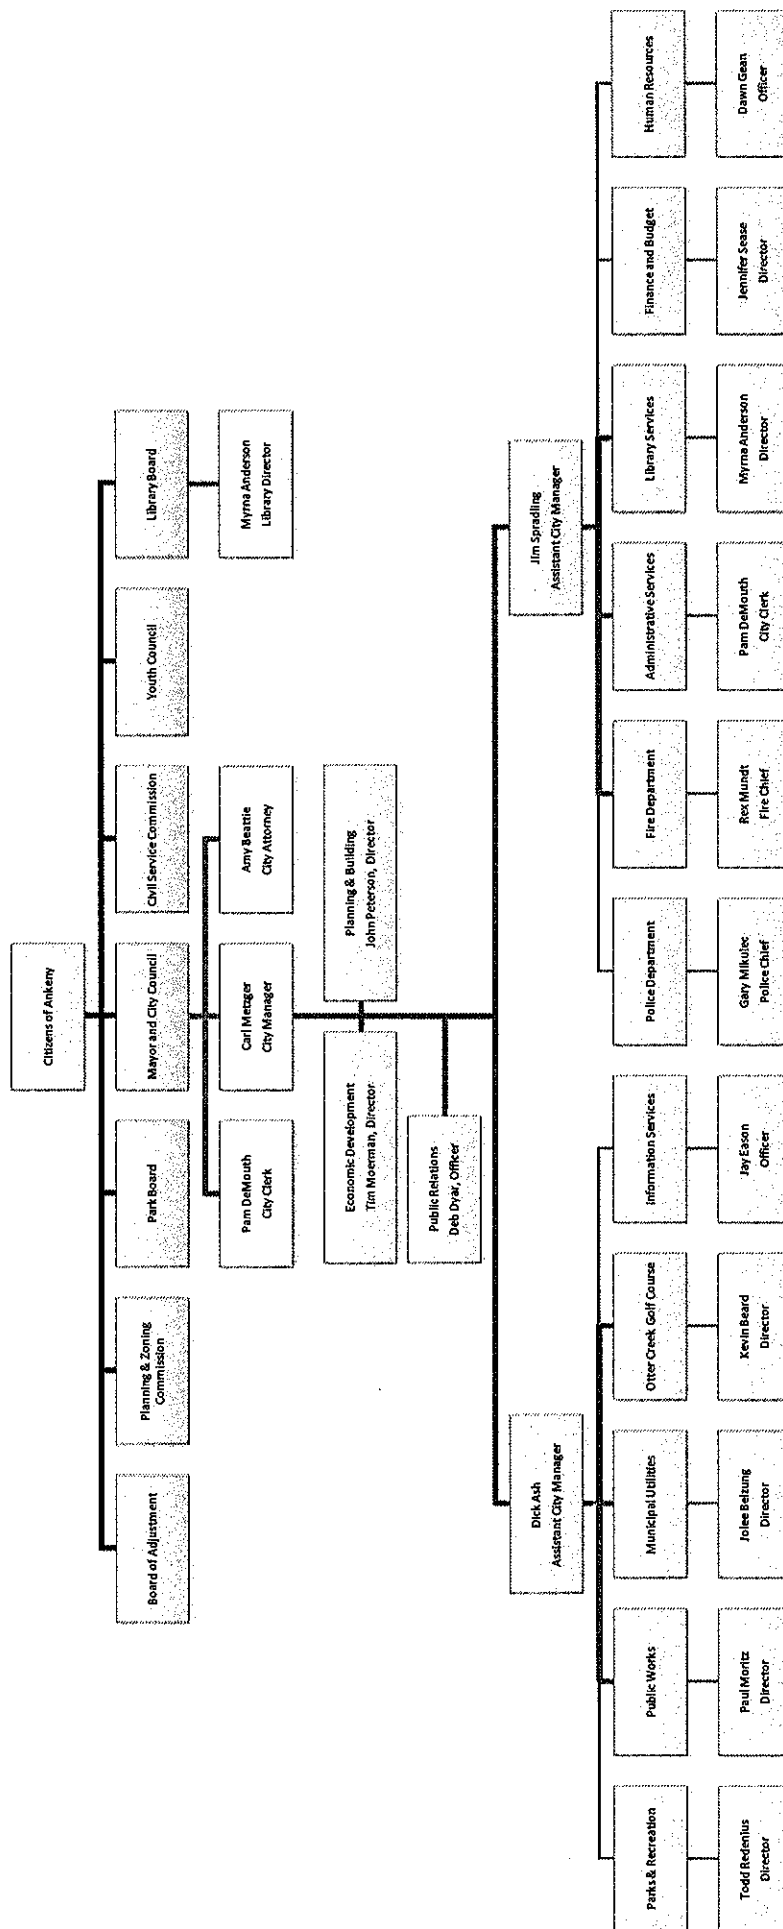 Citizens of Ankeny
Board of Adjustment
Planning & Zoning
Commission
Park Board
Mayor and City Council
Civil Service Commission
Youth Council
Library Board
Pam DeMouth
City Clerk
Carl Metzger
City Manager
Amy Beattie
City Attorney
Myrna Anderson
Library Director
Economic Development
Tim Moerman, Director
Planning & Building
John Peterson, Director
Public Relations
Deb Dyar, Officer
Dick Ash
Assistant City Manager
Jim Spradling
Assistant City Manager
Parks & Recreation
Public Works
Municipal Utilities
Otter Creek Golf Course
Information Services
Police Department
Fire Department
Administrative Services
Library Services
Finance and Budget
Human Resources
Todd Redenius
Director
Paul Moritz
Director
Jolee Belzung
Director
Kevin Beard
Director
Jay Eason
Officer
Gary Mikulec
Police Chief
Rex Mundt
Fire Chief
Pam DeMouth
City Clerk
Myrna Anderson
Director
Jennifer Sease
Director
Dawn Gean
Officer